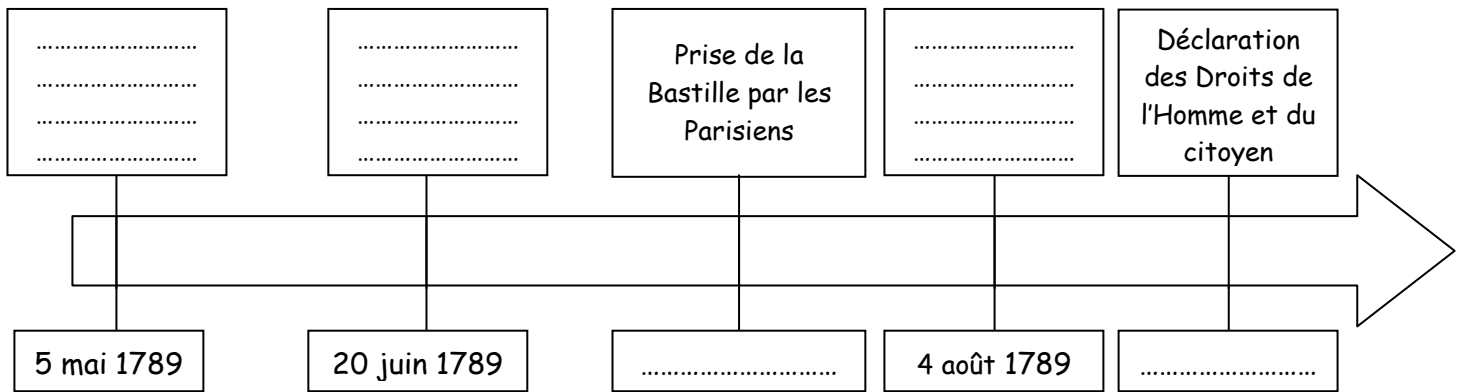 ……………………
……………………
……………………
……………………
……………………
……………………
……………………
……………………
Prise de la
Bastille par les
Parisiens
……………………
……………………
……………………
……………………
Déclaration
des Droits de
l'Homme et du
citoyen
5 mai 1789
20 juin 1789
…………………………
4 août 1789
…………………………